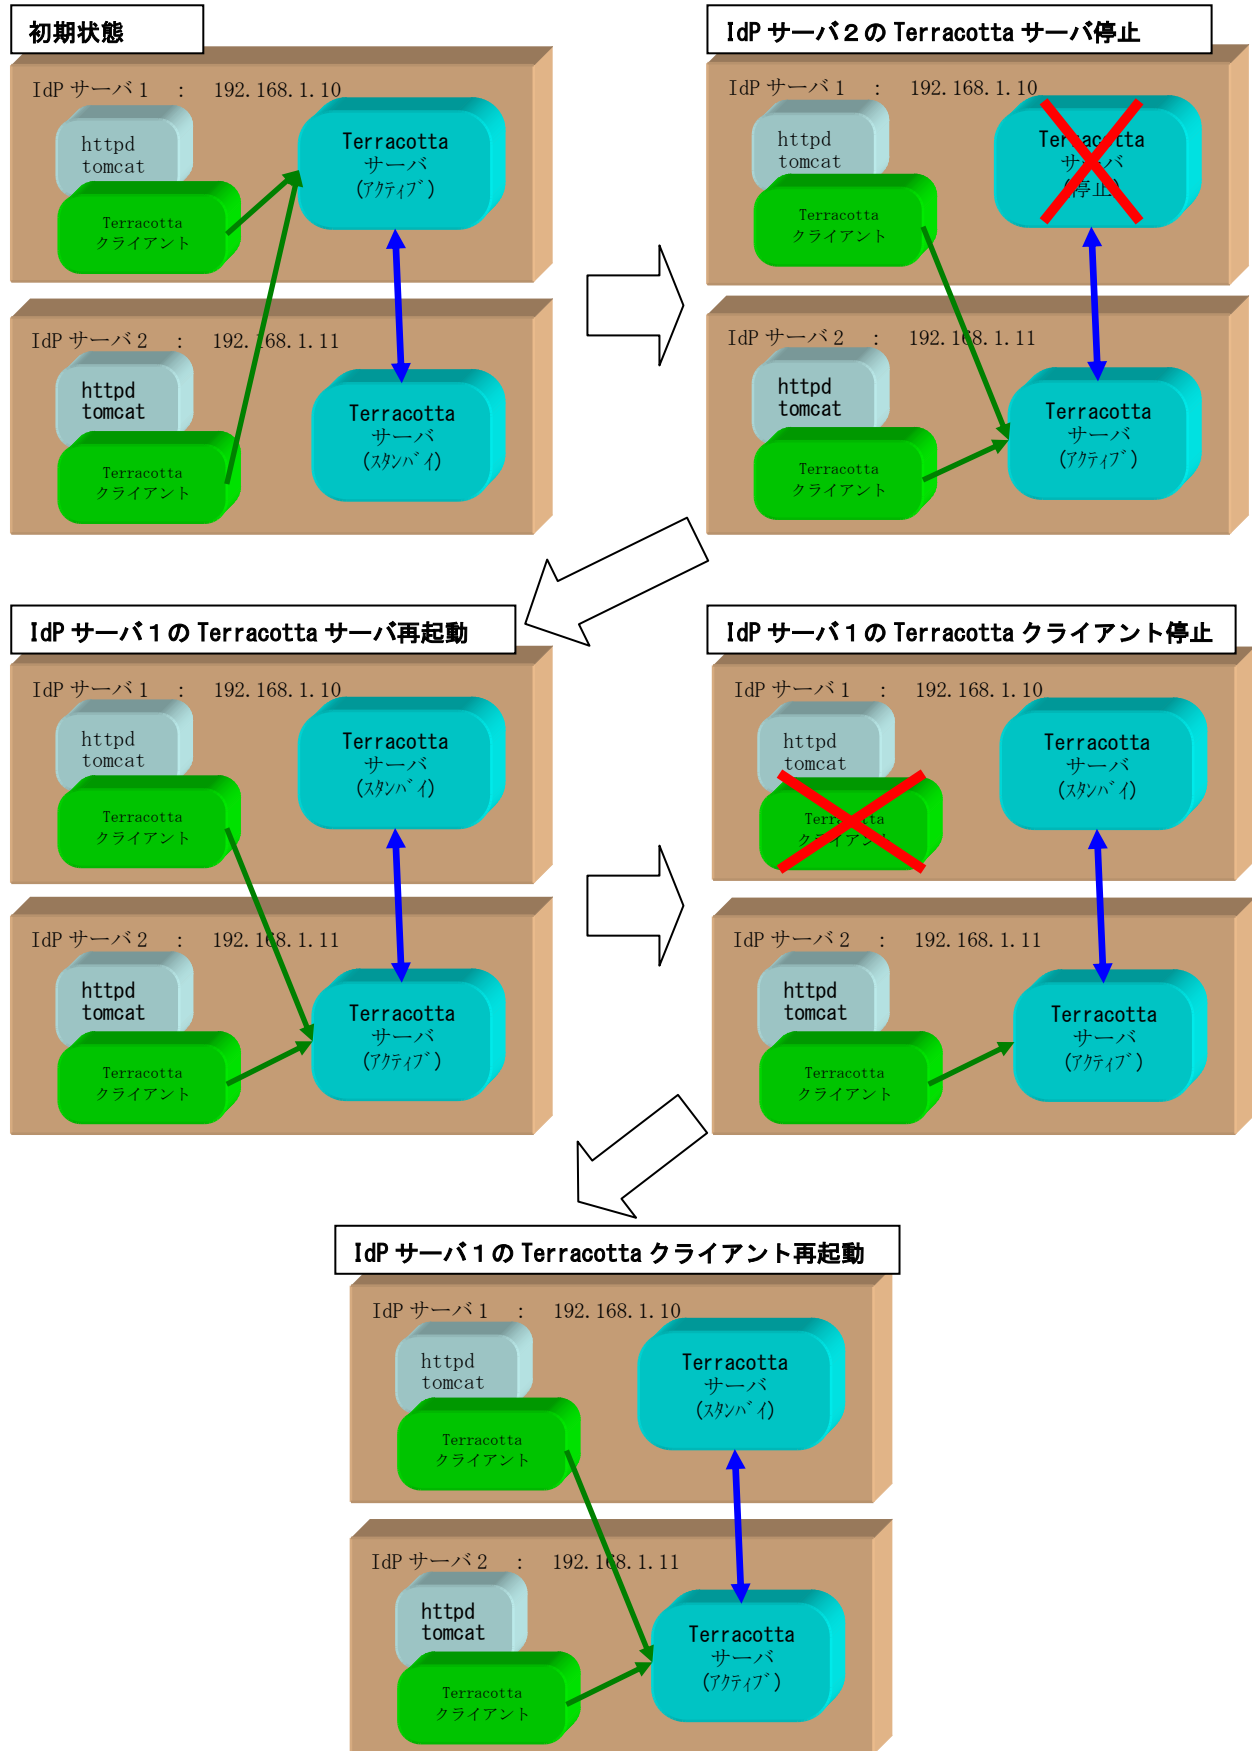 初期状態
IdP サーバ 1 : 192.168.1.10
httpd
tomcat
Terracotta
クライアント
Terracotta
サーバ
(ｱｸﾃｨﾌﾞ)
IdP サーバ 2 : 192.168.1.11
httpd
tomcat
Terracotta
クライアント
Terracotta
サーバ
(ｽﾀﾝﾊﾞｲ)
IdP サーバ２の Terracotta サーバ停止
IdP サーバ 1 : 192.168.1.10
httpd
tomcat
Terracotta
クライアント
Terracotta
サーバ
(停止)
IdP サーバ 2 : 192.168.1.11
httpd
tomcat
Terracotta
クライアント
Terracotta
サーバ
(ｱｸﾃｨﾌﾞ)
IdP サーバ１の Terracotta サーバ再起動
IdP サーバ 1 : 192.168.1.10
httpd
tomcat
Terracotta
クライアント
Terracotta
サーバ
(ｽﾀﾝﾊﾞｲ)
IdP サーバ 2 : 192.168.1.11
httpd
tomcat
Terracotta
クライアント
Terracotta
サーバ
(ｱｸﾃｨﾌﾞ)
IdP サーバ１の Terracotta クライアント停止
IdP サーバ 1 : 192.168.1.10
httpd
tomcat
Terracotta
クライアント
Terracotta
サーバ
(ｽﾀﾝﾊﾞｲ)
IdP サーバ 2 : 192.168.1.11
httpd
tomcat
Terracotta
クライアント
Terracotta
サーバ
(ｱｸﾃｨﾌﾞ)
IdP サーバ１の Terracotta クライアント再起動
IdP サーバ 1 : 192.168.1.10
httpd
tomcat
Terracotta
クライアント
Terracotta
サーバ
(ｽﾀﾝﾊﾞｲ)
IdP サーバ 2 : 192.168.1.11
httpd
tomcat
Terracotta
クライアント
Terracotta
サーバ
(ｱｸﾃｨﾌﾞ)